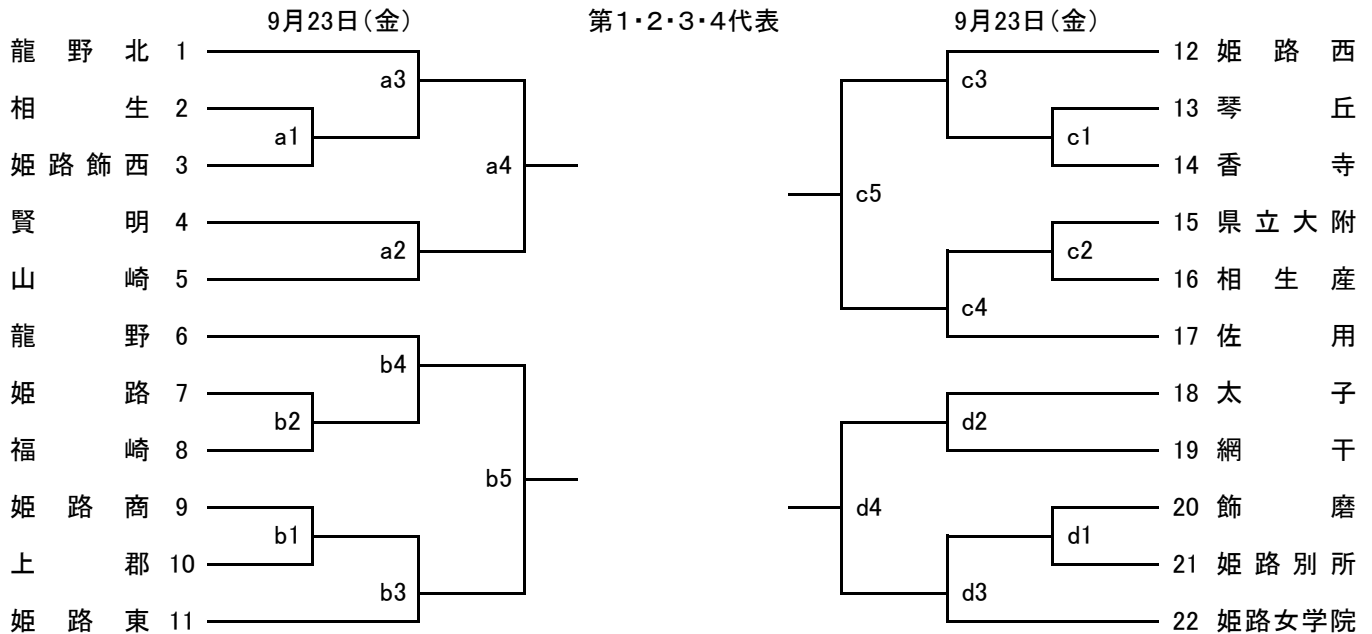 9月23日(金) 第1・2・3・4代表 9月23日(金)
龍野北 1
a3
相生 2
a1
姫路飾西 3
a4
賢明 4
a2
山崎 5
龍野 6
b4
姫路 7
b2
福崎 8
b5
姫路商 9
b1
上郡 10
b3
姫路東 11
12 姫路西
c3
13 琴丘
c1
14 香寺
c5
15 県立大附
c2
16 相生産
c4
17 佐用
18 太子
d2
19 網干
d4
20 飾磨
d1
21 姫路別所
d3
22 姫路女学院